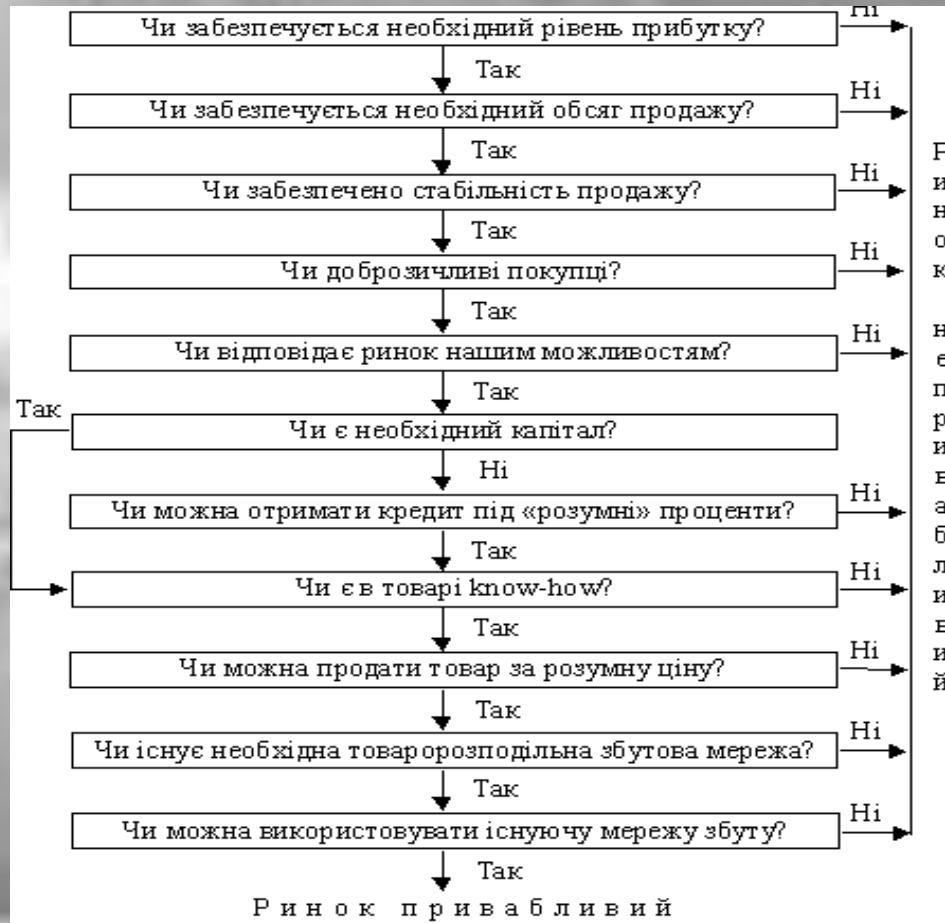 Чи забезпечується необхідний рівень прибутку?
Ні
Так
Чи забезпечується необхідний обсяг продажу?
Ні
Так
Чи забезпечено стабільність продажу?
Ні
Так
Чи доброзичливі покупці?
Ні
Так
Чи відповідає ринок нашим можливостям?
Ні
Так
Так
Чи є необхідний капітал?
Ні
Чи можна отримати кредит під «розумні» проценти?
Ні
Так
Чи є в товарі know-how?
Ні
Так
Чи можна продати товар за розумну ціну?
Ні
Так
Чи існує необхідна товаророзподільна збутова мережа?
Ні
Так
Чи можна використовувати існуючу мережу збуту?
Ні
Так
Ринок привабливий
Ринок непривабливий